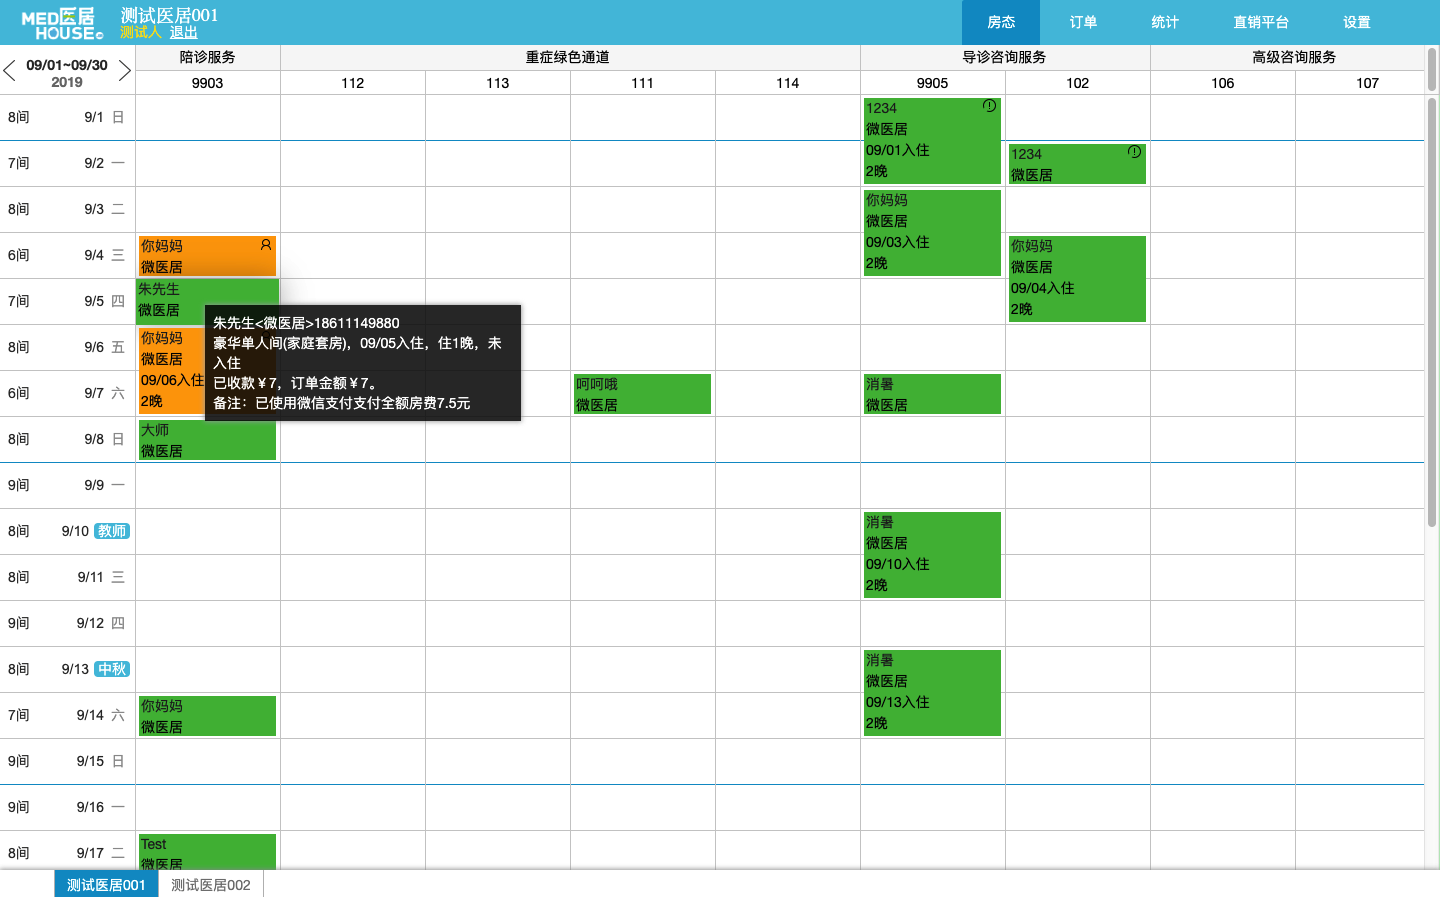 MED医居
HOUSE
测试医居001
测试人 退出
房态 订单 统计 直销平台 设置
09/01~09/30
2019
陪诊服务 重症绿色通道 导诊咨询服务 高级咨询服务
9903 112 113 111 114 9905 102 106 107
8间 9/1 日
1234
微医居
09/01入住
2晚
7间 9/2 一
1234
微医居
8间 9/3 二
你妈妈
微医居
09/03入住
2晚
6间 9/4 三
你妈妈
微医居
你妈妈
微医居
09/04入住
2晚
7间 9/5 四
朱先生
微医居
朱先生<微医居>18611149880
豪华单人间(家庭套房)，09/05入住，住1晚，未
入住
已收款￥7，订单金额￥7。
备注：已使用微信支付支付全额房费7.5元
8间 9/6 五
你妈妈
微医居
09/06入住
2晚
6间 9/7 六
呵呵哦
微医居
消暑
微医居
8间 9/8 日
大师
微医居
9间 9/9 一
8间 9/10 教师
消暑
微医居
09/10入住
2晚
8间 9/11 三
9间 9/12 四
8间 9/13 中秋
消暑
微医居
09/13入住
2晚
7间 9/14 六
你妈妈
微医居
9间 9/15 日
9间 9/16 一
8间 9/17 二
Test
微医居
测试医居001 测试医居002